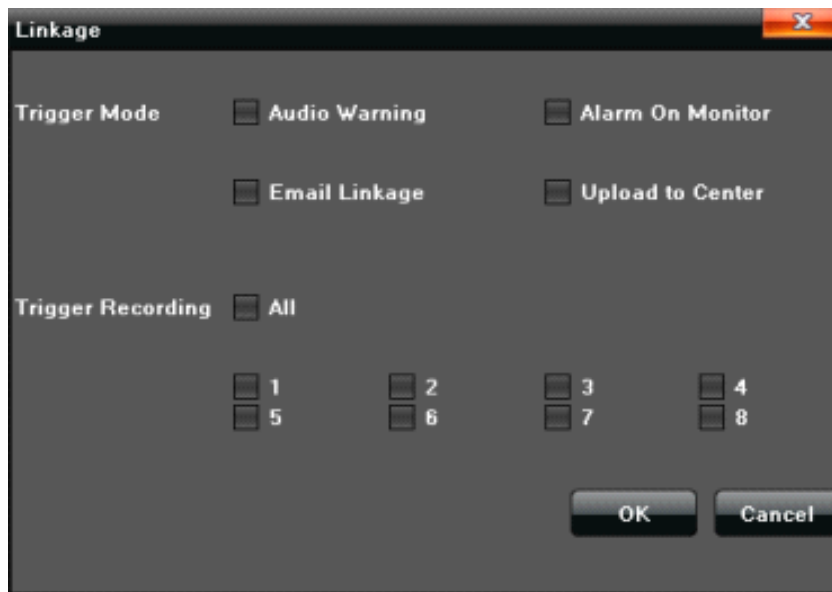 Linkage
Trigger Mode Audio Warning Alarm On Monitor
Email Linkage Upload to Center
Trigger Recording All
1 2 3 4
5 6 7 8
OK Cancel